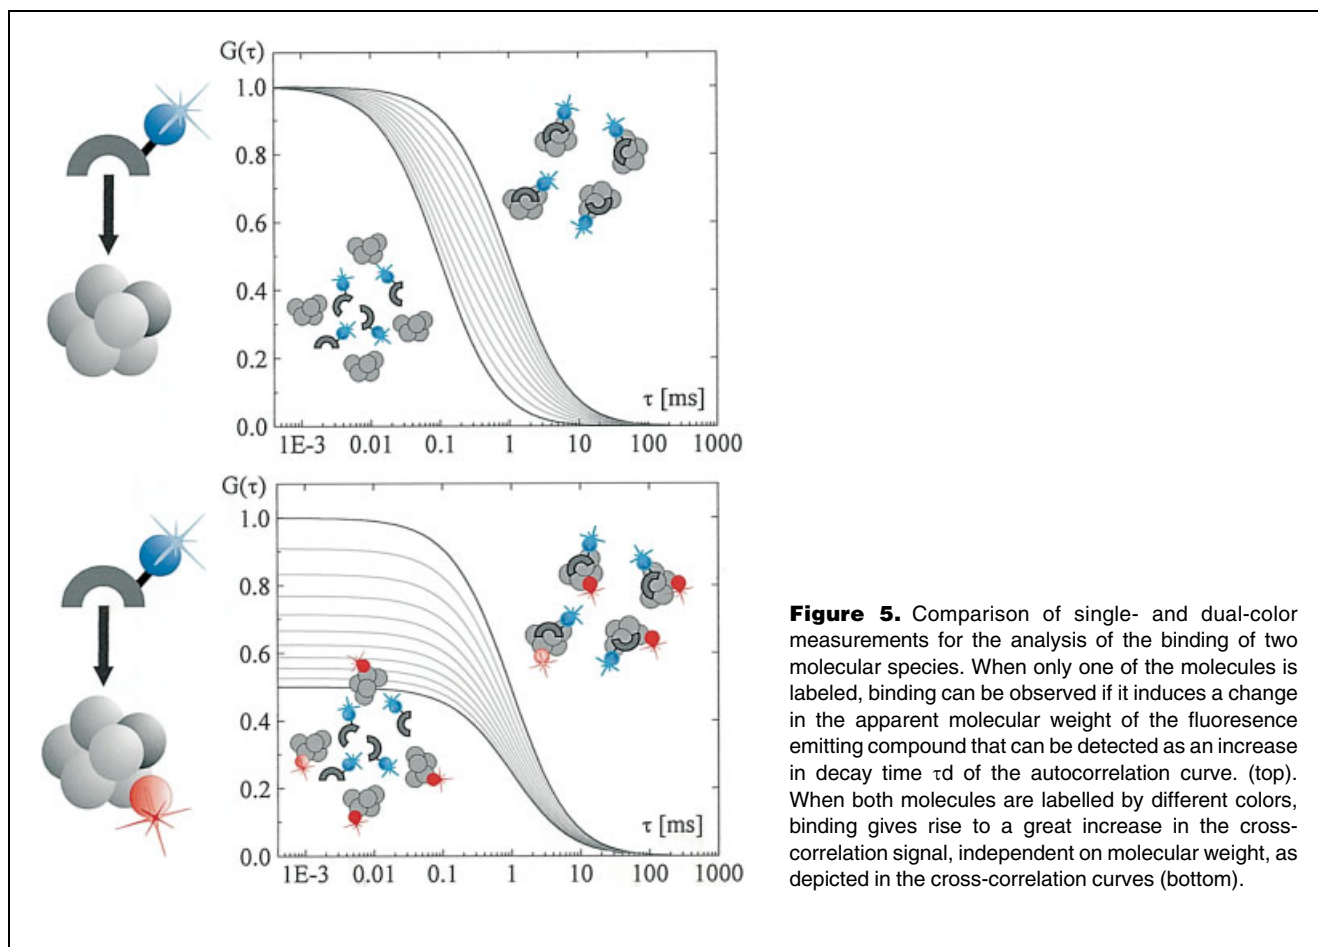 G(τ)
1.0
0.8
0.6
0.4
0.2
0.0
τ [ms]
1E-3 0.01 0.1 1 10 100 1000
G(τ)
1.0
0.8
0.6
0.4
0.2
0.0
τ [ms]
1E-3 0.01 0.1 1 10 100 1000
Figure 5. Comparison of single- and dual-color
measurements for the analysis of the binding of two
molecular species. When only one of the molecules is
labeled, binding can be observed if it induces a change
in the apparent molecular weight of the fluoresence
emitting compound that can be detected as an increase
in decay time τd of the autocorrelation curve. (top).
When both molecules are labelled by different colors,
binding gives rise to a great increase in the cross-
correlation signal, independent on molecular weight, as
depicted in the cross-correlation curves (bottom).